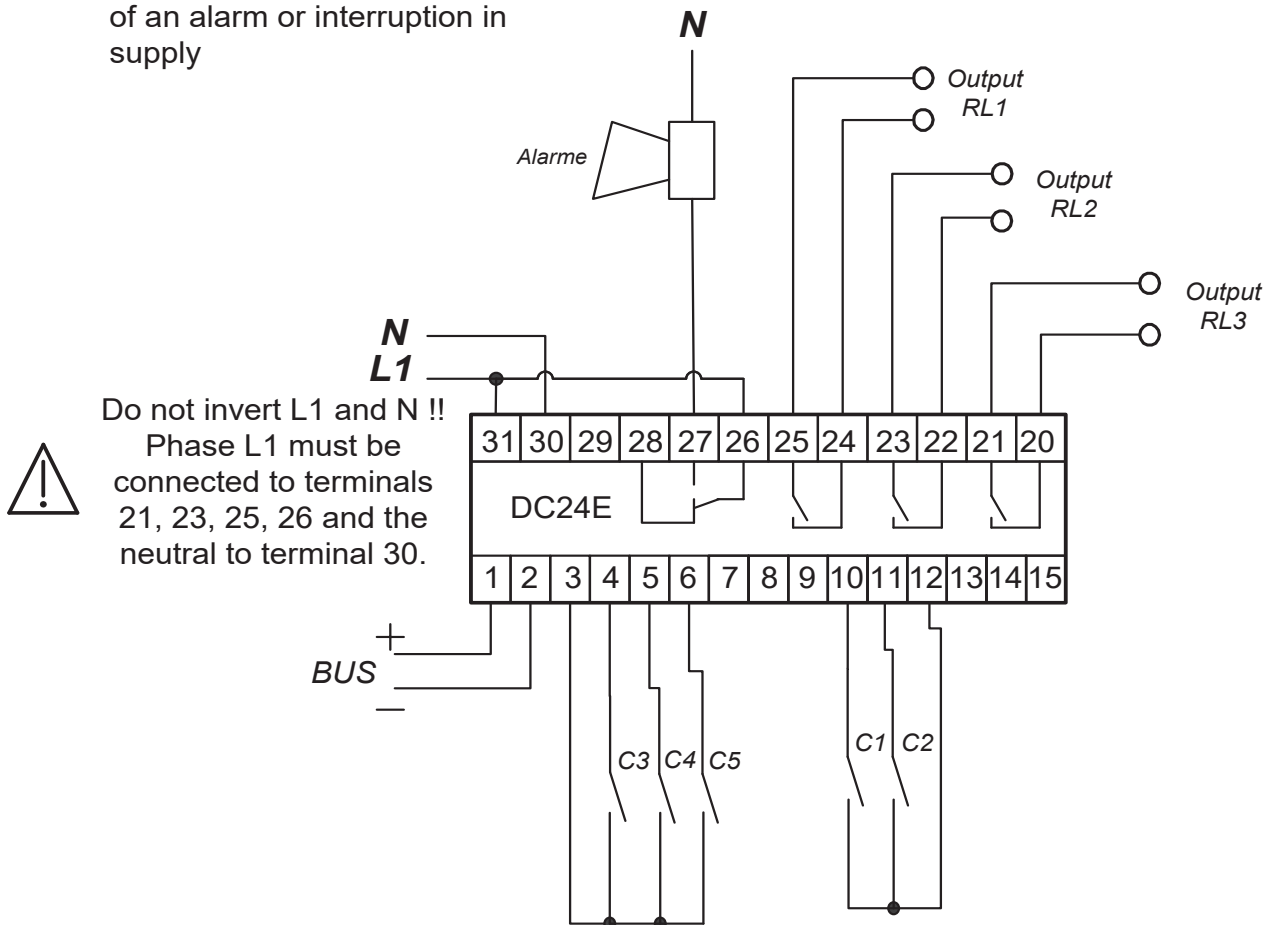 of an alarm or interruption in
supply
N
Output
RL1
Alarme
Output
RL2
Output
RL3
N
L1
Do not invert L1 and N !!
Phase L1 must be
connected to terminals
21, 23, 25, 26 and the
neutral to terminal 30.
!
31 30 29 28 27 26 25 24 23 22 21 20
DC24E
1 2 3 4 5 6 7 8 9 10 11 12 13 14 15
+
BUS
—
C3 C4 C5
C1 C2